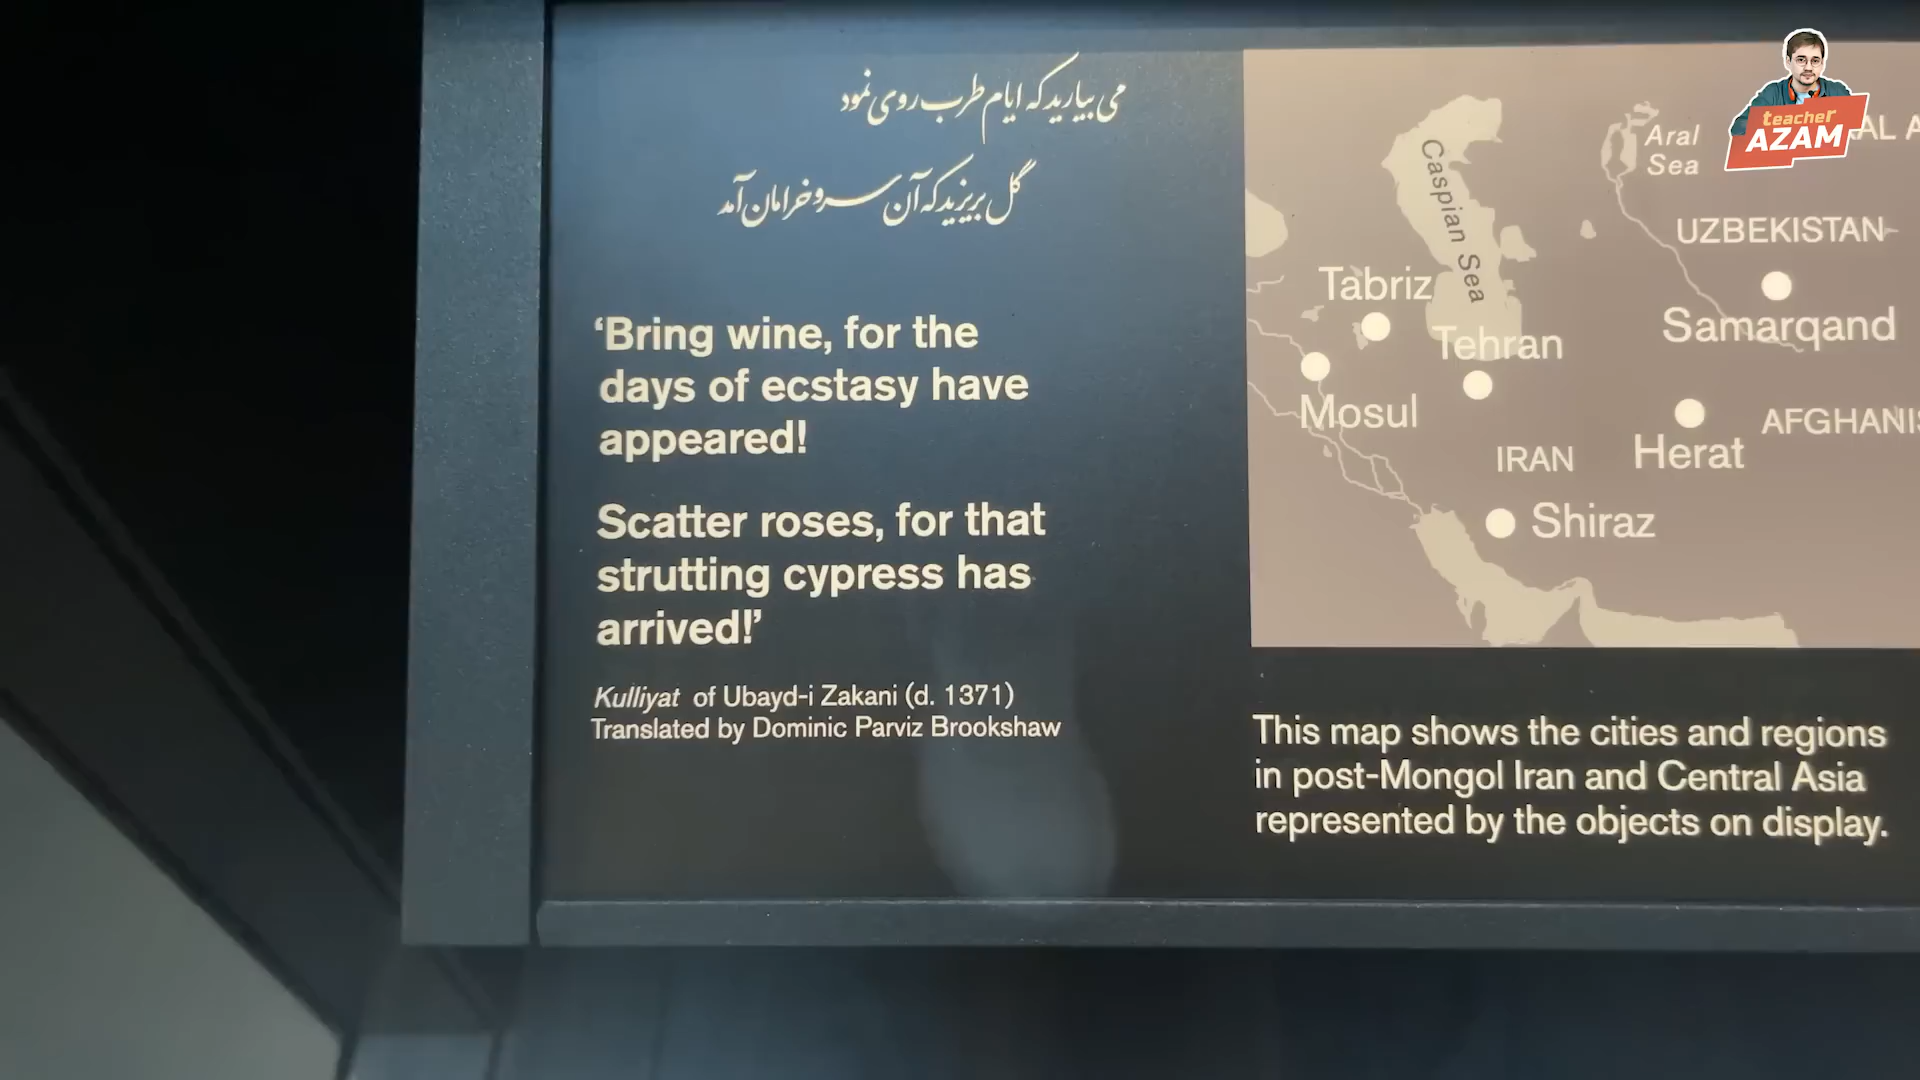 می بیارید که ایام طرب روی نمود
گل بریزید که آن سرو خرامان آمد
‘Bring wine, for the
days of ecstasy have
appeared!
Scatter roses, for that
strutting cypress has
arrived!’
Kulliyat of Ubayd-i Zakani (d. 1371)
Translated by Dominic Parviz Brookshaw
Caspian Sea
Aral
Sea
AL A
UZBEKISTAN
Samarqand
Tabriz
Tehran
Mosul
Herat
AFGHANIS
IRAN
Shiraz
This map shows the cities and regions
in post-Mongol Iran and Central Asia
represented by the objects on display.
teacher
AZAM